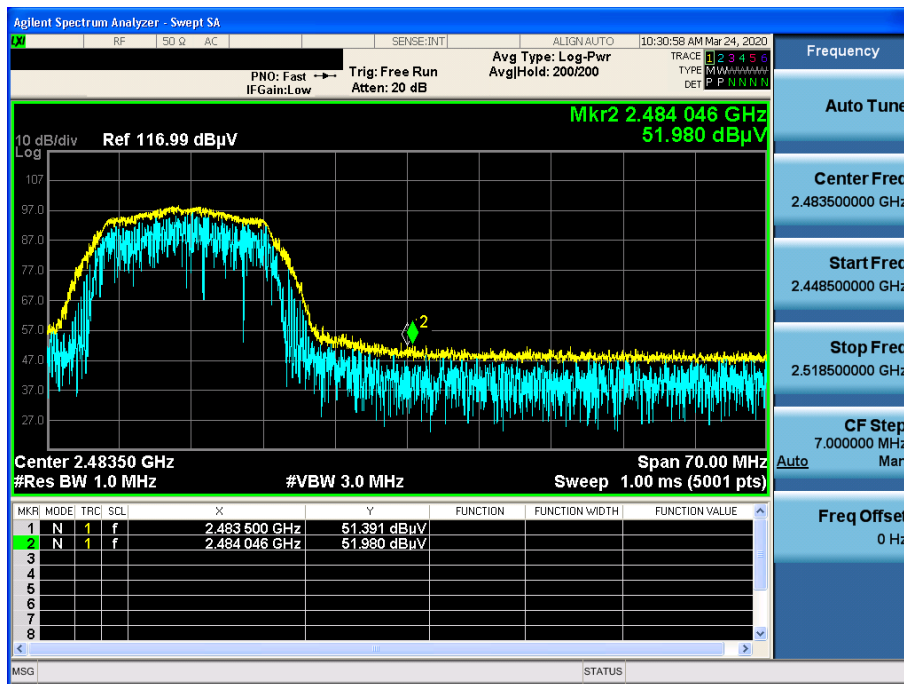 Agilent Spectrum Analyzer - Swept SA
LXI RF 50 Ω AC SENSE:INT ALIGN AUTO 10:30:58 AM Mar 24, 2020
PNO: Fast Trig: Free Run Avg Type: Log-Pwr TRACE 1 2 3 4 5 6
IFGain:Low Atten: 20 dB Avg|Hold: 200/200 TYPE MWWWWW
DET P P N N N N
Mkr2 2.484 046 GHz
51.980 dBµV
10 dB/div Ref 116.99 dBµV
Log
107
97.0
87.0
77.0
67.0
57.0
47.0
37.0
27.0
2
Center 2.48350 GHz Span 70.00 MHz
#Res BW 1.0 MHz #VBW 3.0 MHz Sweep 1.00 ms (5001 pts)
MKR MODE TRC SCL X Y FUNCTION FUNCTION WIDTH FUNCTION VALUE
1 N 1 f 2.483 500 GHz 51.391 dBµV
2 N 1 f 2.484 046 GHz 51.980 dBµV
3
4
5
6
7
8
MSG STATUS
Frequency
Auto Tune
Center Freq
2.483500000 GHz
Start Freq
2.448500000 GHz
Stop Freq
2.518500000 GHz
CF Step
7.000000 MHz
Auto Man
Freq Offset
0 Hz